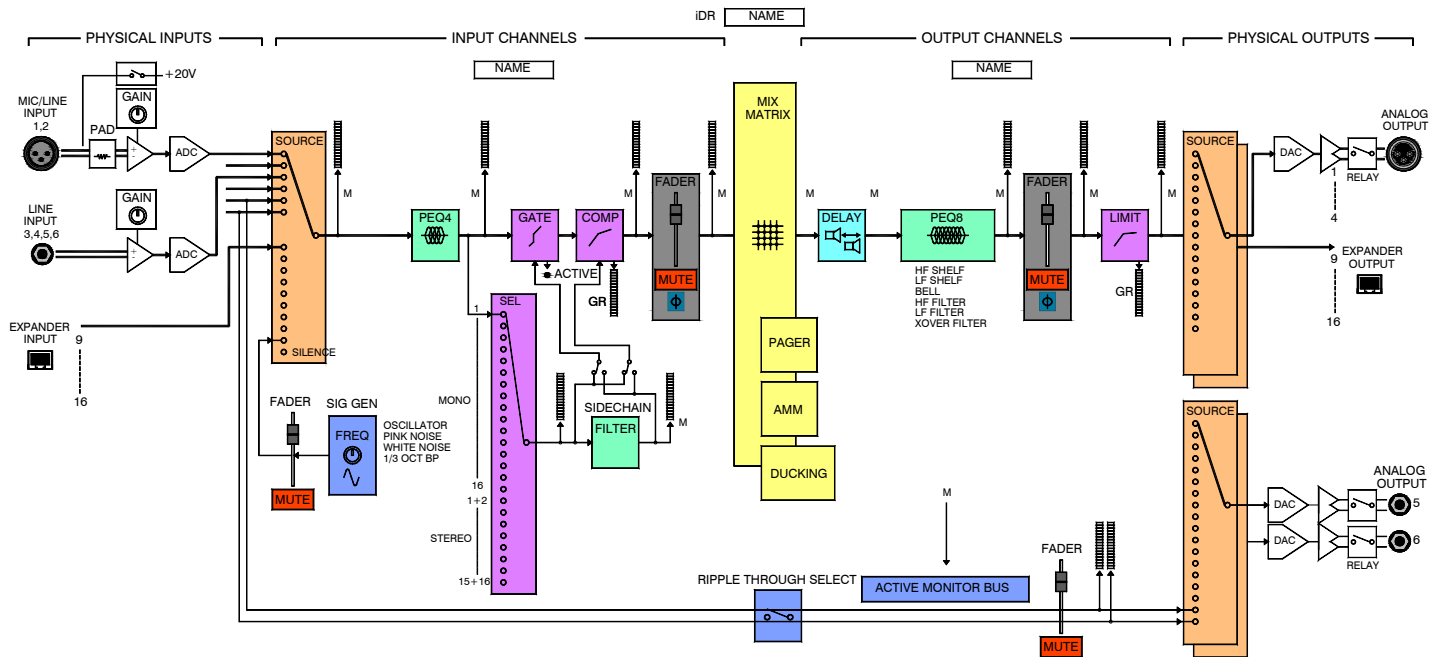 iDR NAME
PHYSICAL INPUTS
INPUT CHANNELS
OUTPUT CHANNELS
PHYSICAL OUTPUTS
NAME
NAME
+20V
GAIN
MIC/LINE
INPUT
1,2
PAD
+
-
ADC
SOURCE
M
M
M
M
MIX
MATRIX
M
M
M
M
SOURCE
DAC
RELAY
ANALOG
OUTPUT
1
4
GAIN
LINE
INPUT
3,4,5,6
+
-
ADC
PEQ4
GATE
COMP
FADER
MUTE
Φ
ACTIVE
GR
DELAY
PEQ8
HF SHELF
LF SHELF
BELL
HF FILTER
LF FILTER
XOVER FILTER
FADER
MUTE
Φ
LIMIT
GR
9
EXPANDER
OUTPUT
16
EXPANDER
INPUT
9
16
SILENCE
SEL
1
MONO
16
1+2
STEREO
15+16
SIDECHAIN
FILTER
M
PAGER
AMM
DUCKING
FADER
MUTE
SIG GEN
FREQ
OSCILLATOR
PINK NOISE
WHITE NOISE
1/3 OCT BP
SOURCE
DAC
DAC
RELAY
ANALOG
OUTPUT
5
6
M
RIPPLE THROUGH SELECT
ACTIVE MONITOR BUS
FADER
MUTE